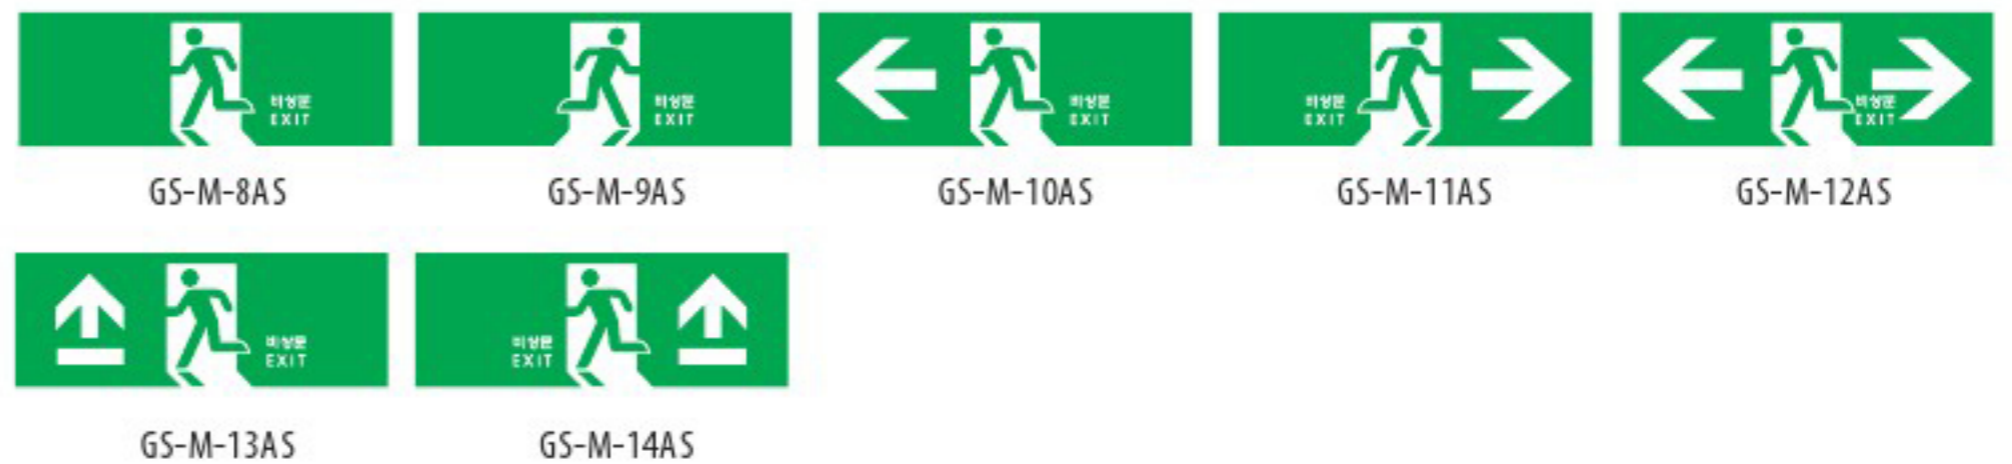 비상문
EXIT
비상문
EXIT
비상문
EXIT
비상문
EXIT
비상문
EXIT
GS-M-8AS
GS-M-9AS
GS-M-10AS
GS-M-11AS
GS-M-12AS
비상문
EXIT
비상문
EXIT
GS-M-13AS
GS-M-14AS